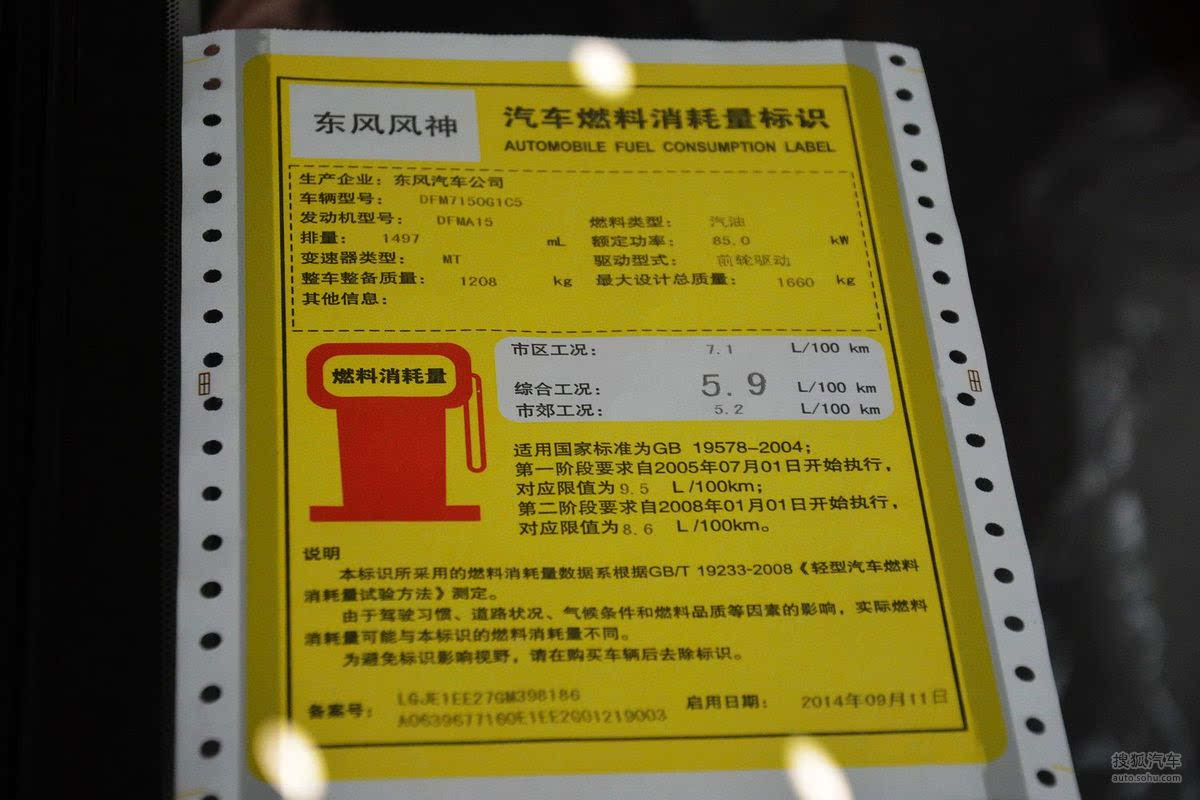 东风风神
汽车燃料消耗量标识
AUTOMOBILE FUEL CONSUMPTION LABEL
生产企业：东风汽车公司
车辆型号： DFM7150G1C5
发动机型号： DFMA15 燃料类型： 汽油
排量： 1497 mL 额定功率： 85.0 kW
变速器类型： MT 驱动型式： 前轮驱动
整车整备质量： 1208 kg 最大设计总质量： 1660 kg
其他信息：
燃料消耗量
市区工况： 7.1 L/100 km
综合工况： 5.9 L/100 km
市郊工况： 5.2 L/100 km
适用国家标准为GB 19578-2004；
第一阶段要求自2005年07月01日开始执行，
对应限值为9.5 L/100km；
第二阶段要求自2008年01月01日开始执行，
对应限值为8.6 L/100km。
说明
本标识所采用的燃料消耗量数据系根据GB/T 19233-2008《轻型汽车燃料
消耗量试验方法》测定。
由于驾驶习惯、道路状况、气候条件和燃料品质等因素的影响，实际燃料
消耗量可能与本标识的燃料消耗量不同。
为避免标识影响视野，请在购买车辆后去除标识。
备案号： LGJE1EE27GM398186
A0639677160E1EE2G01219003
启用日期： 2014年09月11日
搜狐汽车
auto.sohu.com